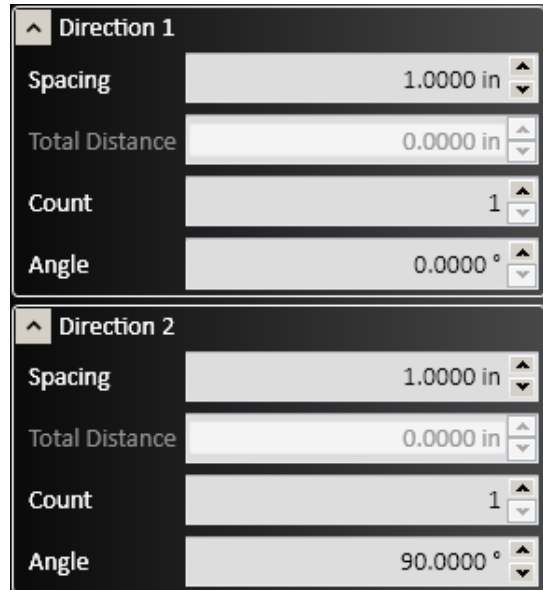 Direction 1
Spacing 1.0000 in
Total Distance 0.0000 in
Count 1
Angle 0.0000 °
Direction 2
Spacing 1.0000 in
Total Distance 0.0000 in
Count 1
Angle 90.0000 °